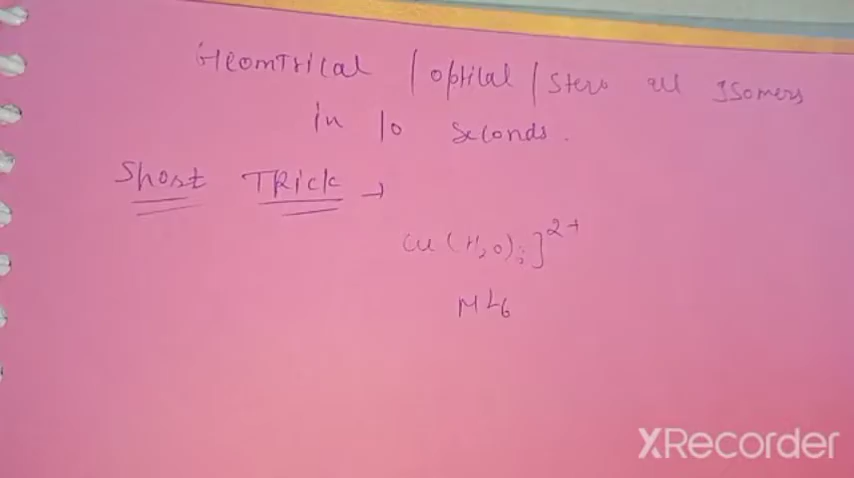 Geomtrical / optical / stero all Isomers
in 10 seconds.
Short TRick →
Cu(H₂O)₆]²⁺
ML₆
XRecorder